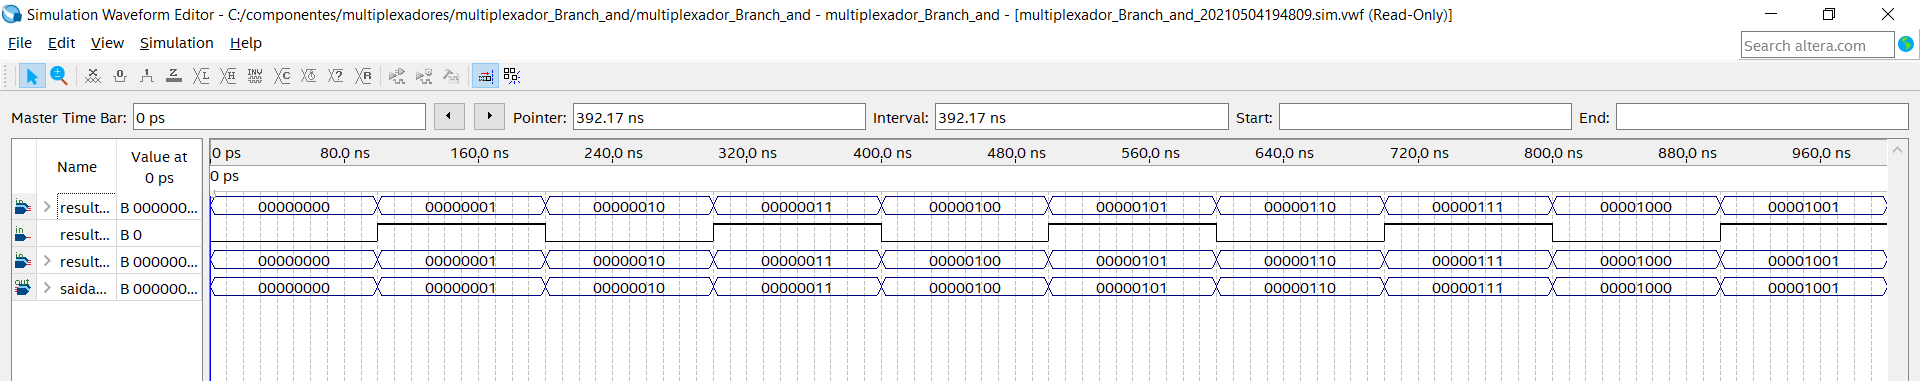 Simulation Waveform Editor - C:/componentes/multiplexadores/multiplexador_Branch_and/multiplexador_Branch_and - multiplexador_Branch_and - [multiplexador_Branch_and_20210504194809.sim.vwf (Read-Only)]
File Edit View Simulation Help
Search altera.com
Master Time Bar: 0 ps Pointer: 392.17 ns Interval: 392.17 ns Start: End:
Name Value at 0 ps
0 ps 80.0 ns 160.0 ns 240.0 ns 320.0 ns 400.0 ns 480.0 ns 560.0 ns 640.0 ns 720.0 ns 800.0 ns 880.0 ns 960.0 ns
0 ps
result... B 000000... 00000000 00000001 00000010 00000011 00000100 00000101 00000110 00000111 00001000 00001001
result... B 0
result... B 000000... 00000000 00000001 00000010 00000011 00000100 00000101 00000110 00000111 00001000 00001001
saida... B 000000... 00000000 00000001 00000010 00000011 00000100 00000101 00000110 00000111 00001000 00001001